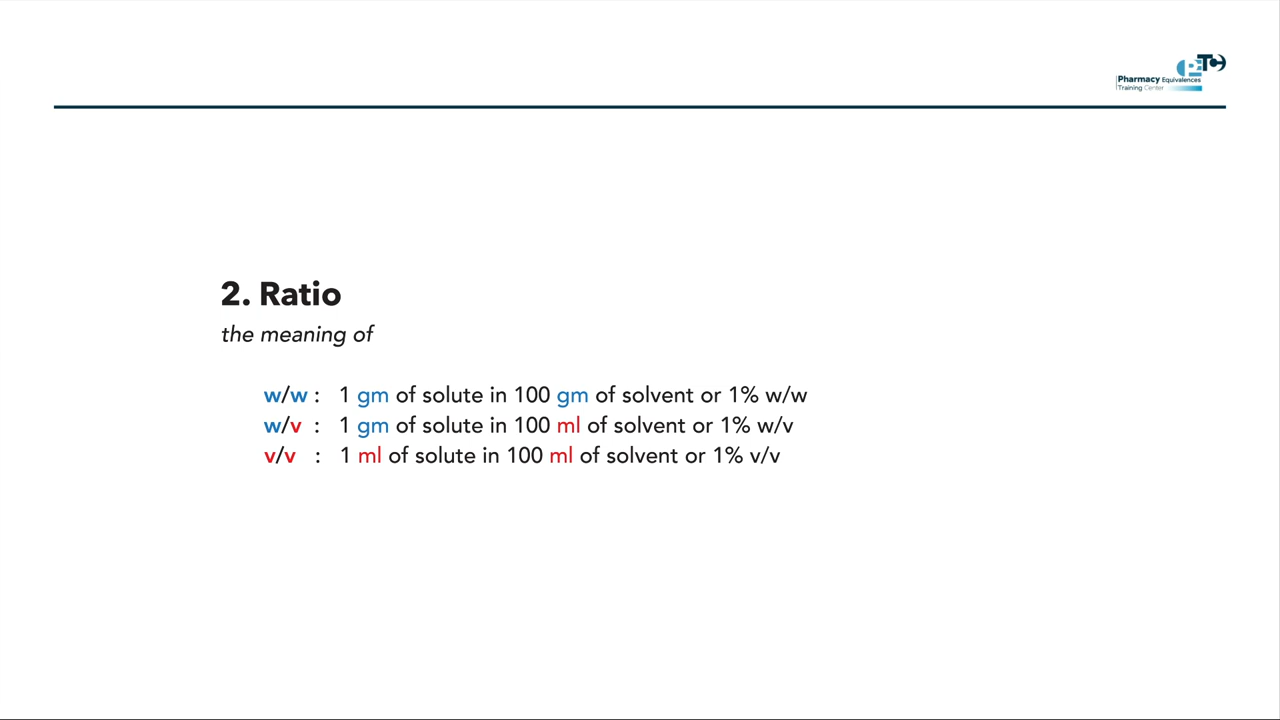 PTC
Pharmacy Equivalences
Training Center
2. Ratio
the meaning of
w/w : 1 gm of solute in 100 gm of solvent or 1% w/w
w/v : 1 gm of solute in 100 ml of solvent or 1% w/v
v/v : 1 ml of solute in 100 ml of solvent or 1% v/v